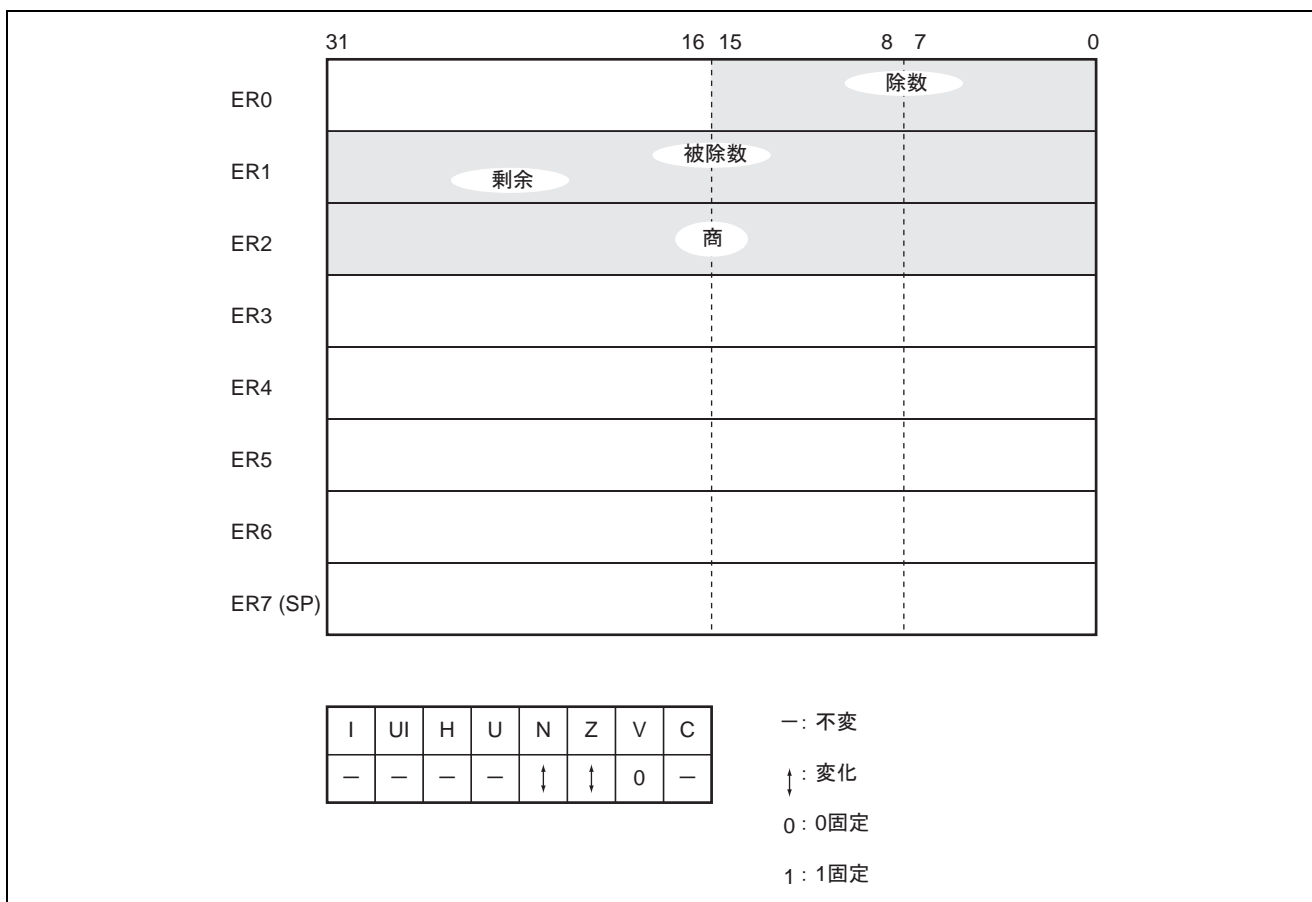 31 16 15 8 7 0
ER0 除数
ER1 被除数
剰余
ER2 商
ER3
ER4
ER5
ER6
ER7 (SP)
I UI H U N Z V C
— — — — ↕ ↕ 0 —
—: 不変
↕: 変化
0: 0固定
1: 1固定